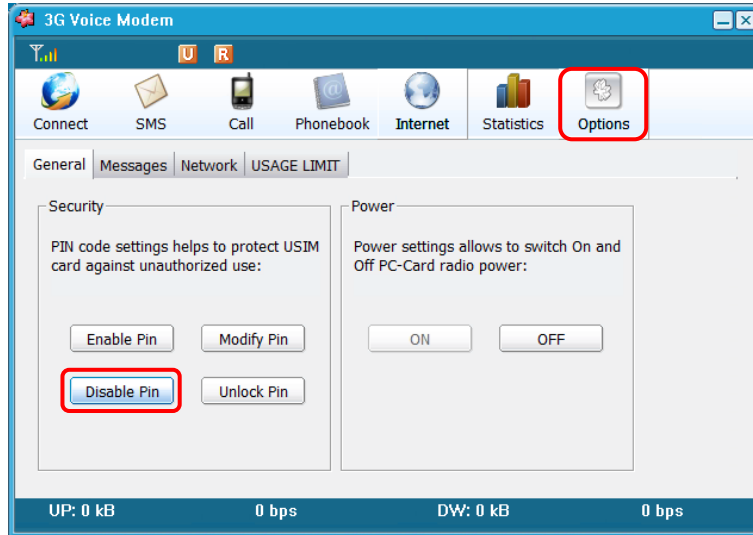 3G Voice Modem
U R
Connect SMS Call Phonebook Internet Statistics Options
General Messages Network USAGE LIMIT
Security
PIN code settings helps to protect USIM
card against unauthorized use:
Enable Pin Modify Pin
Disable Pin Unlock Pin
Power
Power settings allows to switch On and
Off PC-Card radio power:
ON OFF
UP: 0 kB 0 bps DW: 0 kB 0 bps